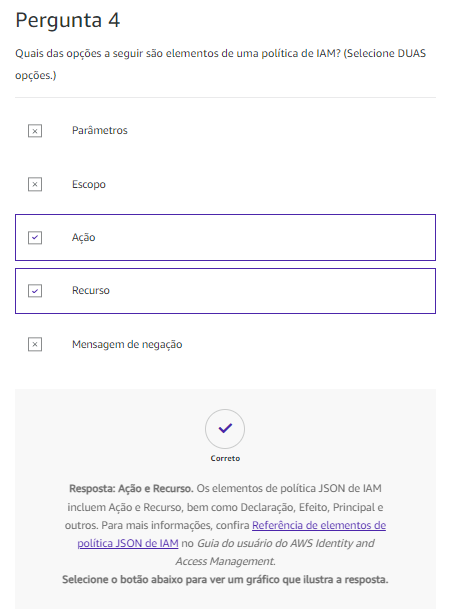 Pergunta 4
Quais das opções a seguir são elementos de uma política de IAM? (Selecione DUAS
opções.)
Parâmetros
Escopo
Ação
Recurso
Mensagem de negação
Correto
Resposta: Ação e Recurso. Os elementos de política JSON de IAM
incluem Ação e Recurso, bem como Declaração, Efeito, Principal e
outros. Para mais informações, confira Referência de elementos de
política JSON de IAM no Guia do usuário do AWS Identity and
Access Management.
Selecione o botão abaixo para ver um gráfico que ilustra a resposta.